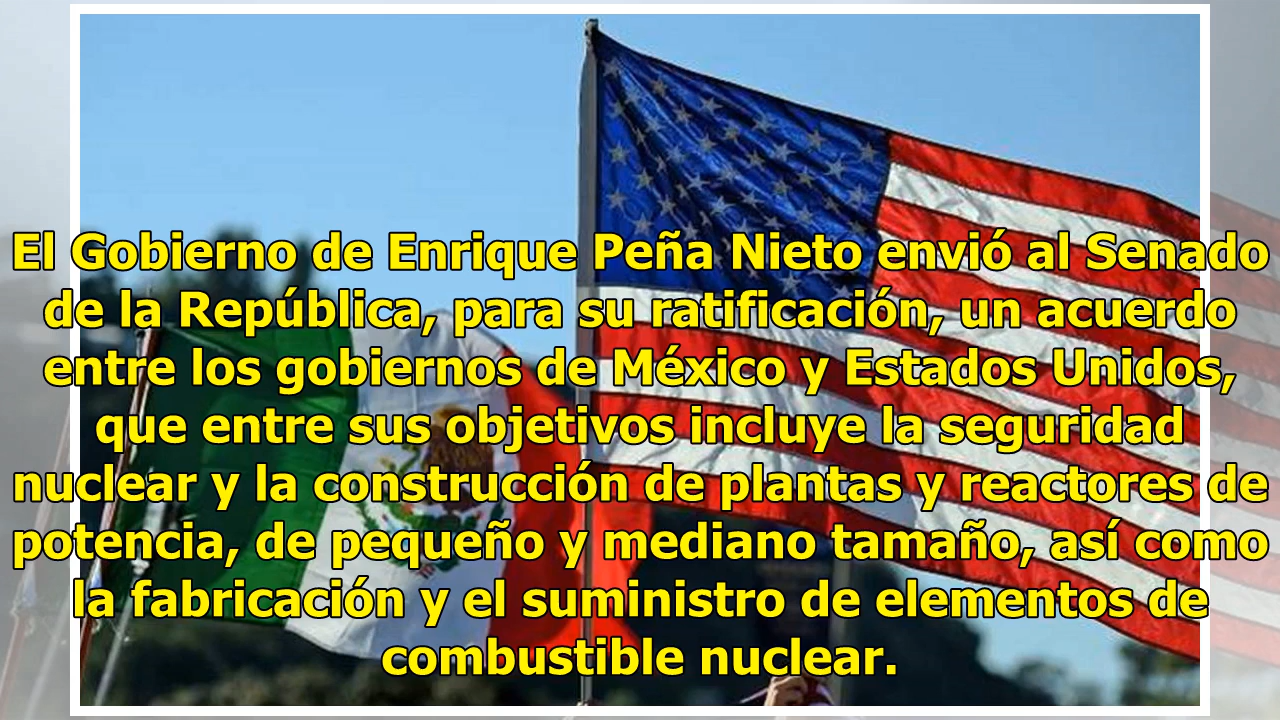 El Gobierno de Enrique Peña Nieto envió al Senado
de la República, para su ratificación, un acuerdo
entre los gobiernos de México y Estados Unidos,
que entre sus objetivos incluye la seguridad
nuclear y la construcción de plantas y reactores de
potencia, de pequeño y mediano tamaño, así como
la fabricación y el suministro de elementos de
combustible nuclear.